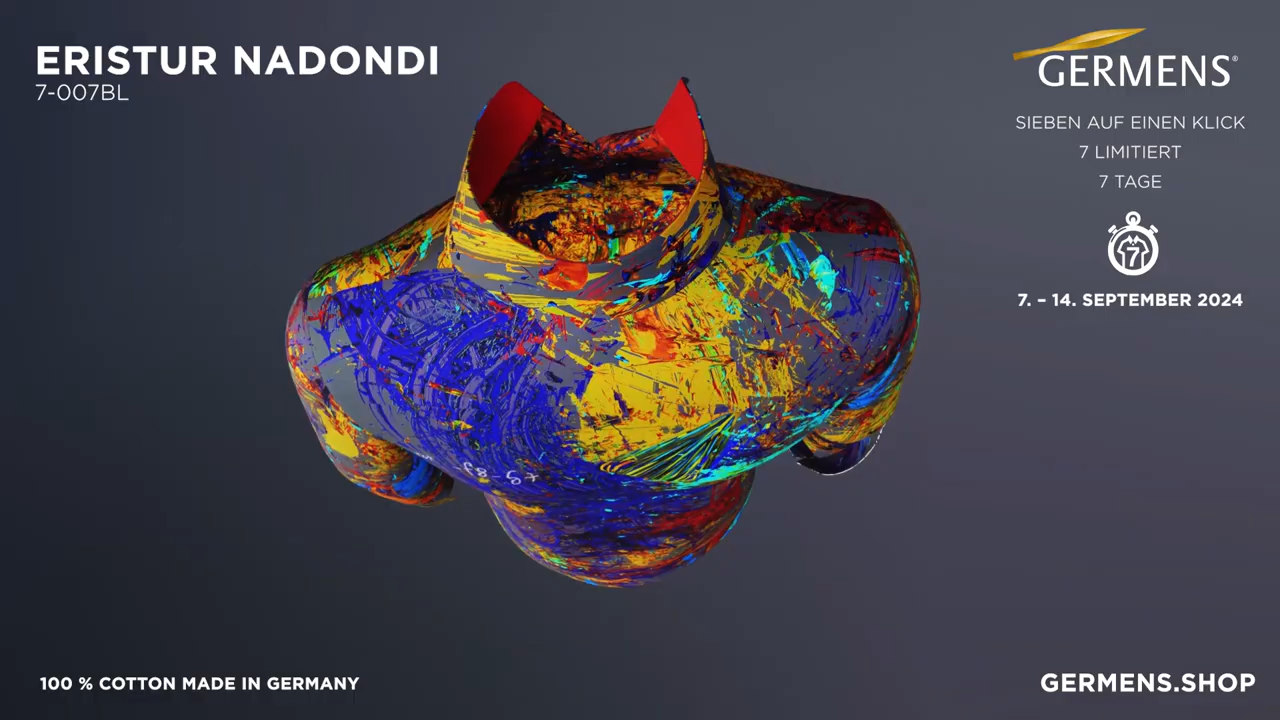 ERISTUR NADONDI
7-007BL
GERMENS®
SIEBEN AUF EINEN KLICK
7 LIMITIERT
7 TAGE
7
7. – 14. SEPTEMBER 2024
100 % COTTON MADE IN GERMANY
GERMENS.SHOP